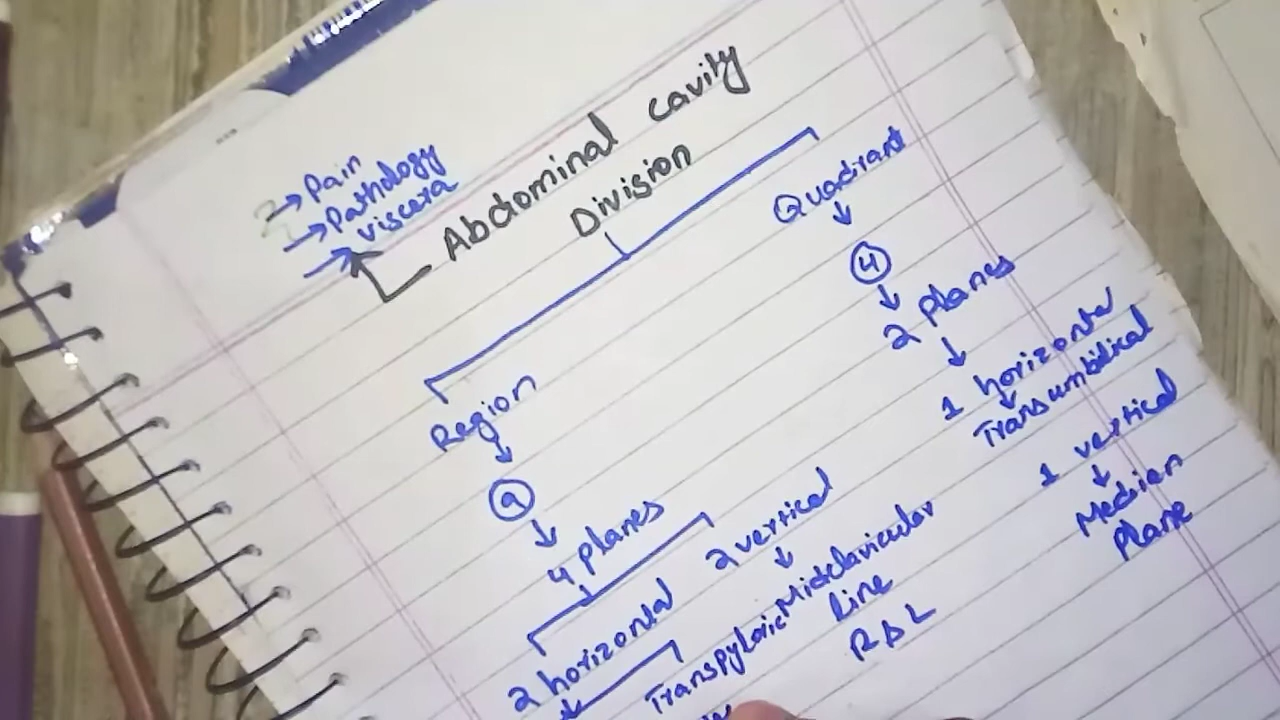 Abdominal cavity
Division
→ Pain
→ Pathology
→ viscera
Region
↓
9
↓
4 planes
2 horizontal
Transpyloric
2 vertical
↓
Midclavicular
line
R & L
Quadrant
↓
4
↓
2 planes
↓
1 horizontal
↓
Transumbilical
1 vertical
↓
Median
Plane